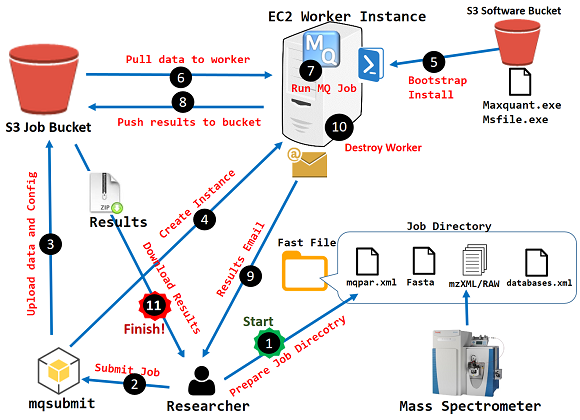 EC2 Worker Instance
S3 Software Bucket
MQ
Pull data to worker
6
7
Run MQ Job
5
Bootstrap
Install
8
Push results to bucket
S3 Job Bucket
Maxquant.exe
Msfile.exe
10
Destroy Worker
@
ZIP
Results
Create Instance
4
Upload data and Config
3
Download Results
Results Email
9
Job Directory
Fast File
mqpar.xml
Fasta
mzXML/RAW
databases.xml
11
Finish!
Start
1
Prepare Job Direcotry
Submit Job
2
mqsubmit
Researcher
Mass Spectrometer